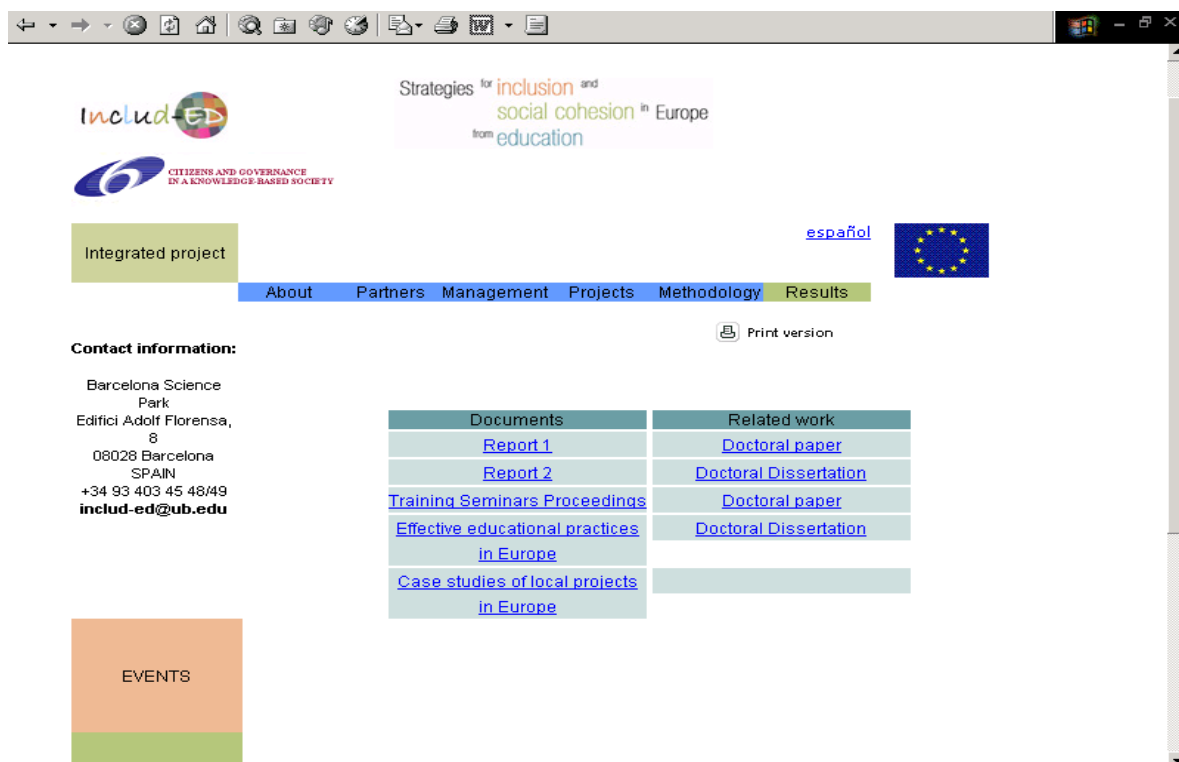 Strategies for inclusion and
social cohesion in Europe
from education
Includ-ED
6
CITIZENS AND GOVERNANCE
IN A KNOWLEDGE-BASED SOCIETY
español
Integrated project
About Partners Management Projects Methodology Results
Print version
Contact information:
Barcelona Science
Park
Edifici Adolf Florensa,
8
08028 Barcelona
SPAIN
+34 93 403 45 48/49
includ-ed@ub.edu
Documents Related work
Report 1 Doctoral paper
Report 2 Doctoral Dissertation
Training Seminars Proceedings Doctoral paper
Effective educational practices Doctoral Dissertation
in Europe
Case studies of local projects
in Europe
EVENTS